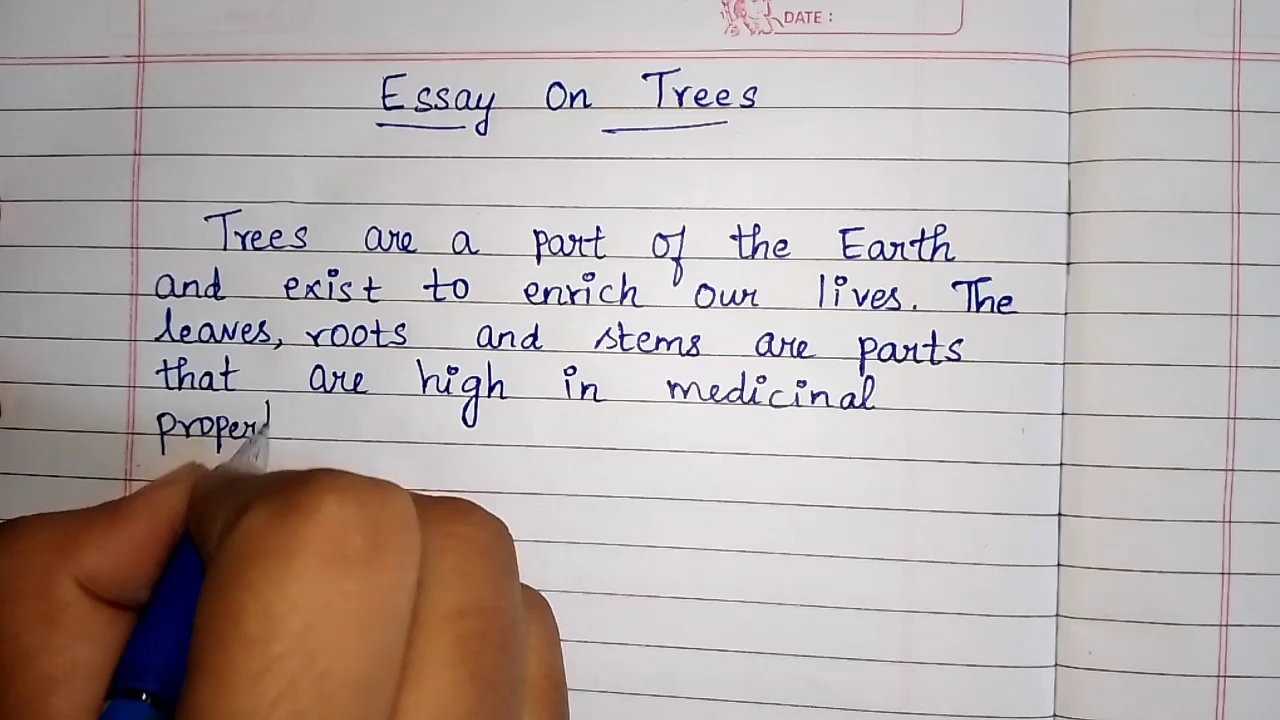 DATE :
Essay on Trees
Trees are a part of the Earth
and exist to enrich our lives. The
leaves, roots and stems are parts
that are high in medicinal
proper